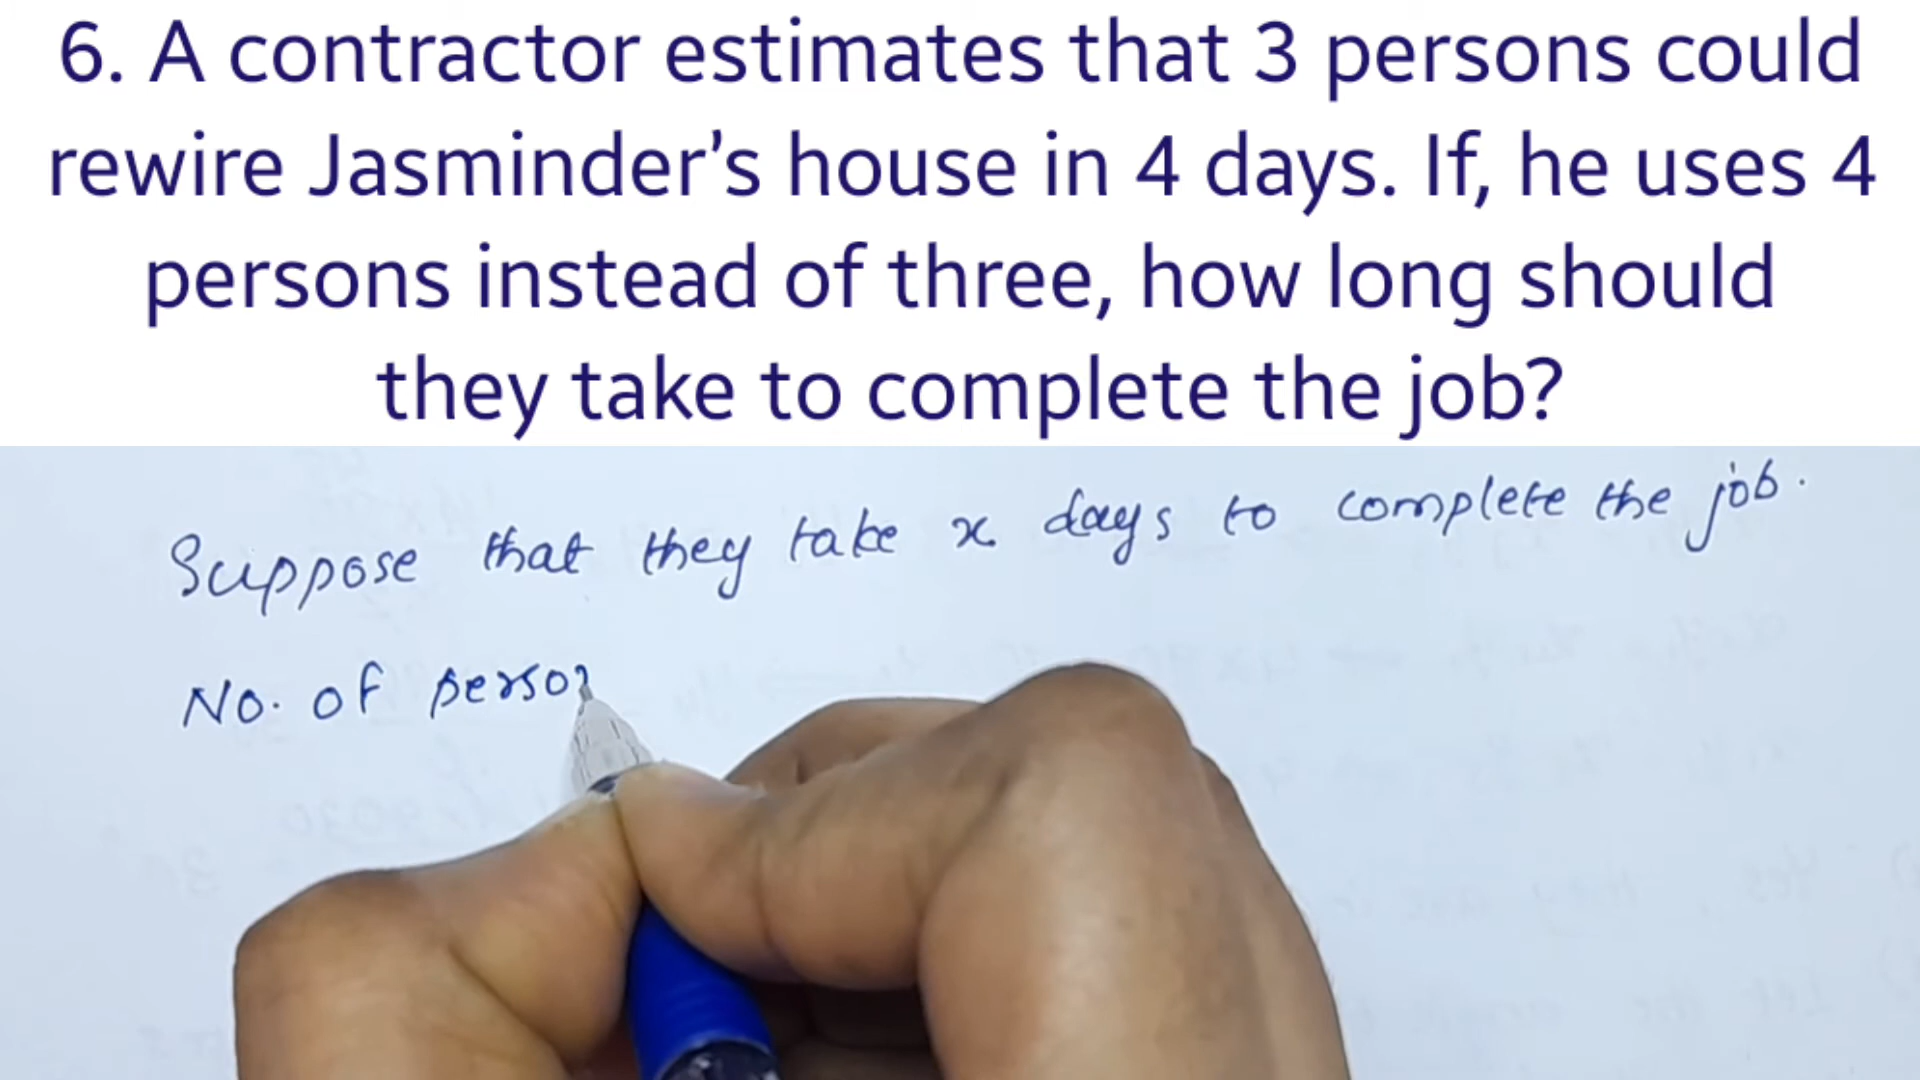 6. A contractor estimates that 3 persons could
rewire Jasminder’s house in 4 days. If, he uses 4
persons instead of three, how long should
they take to complete the job?
Suppose that they take x days to complete the job.
No. of person